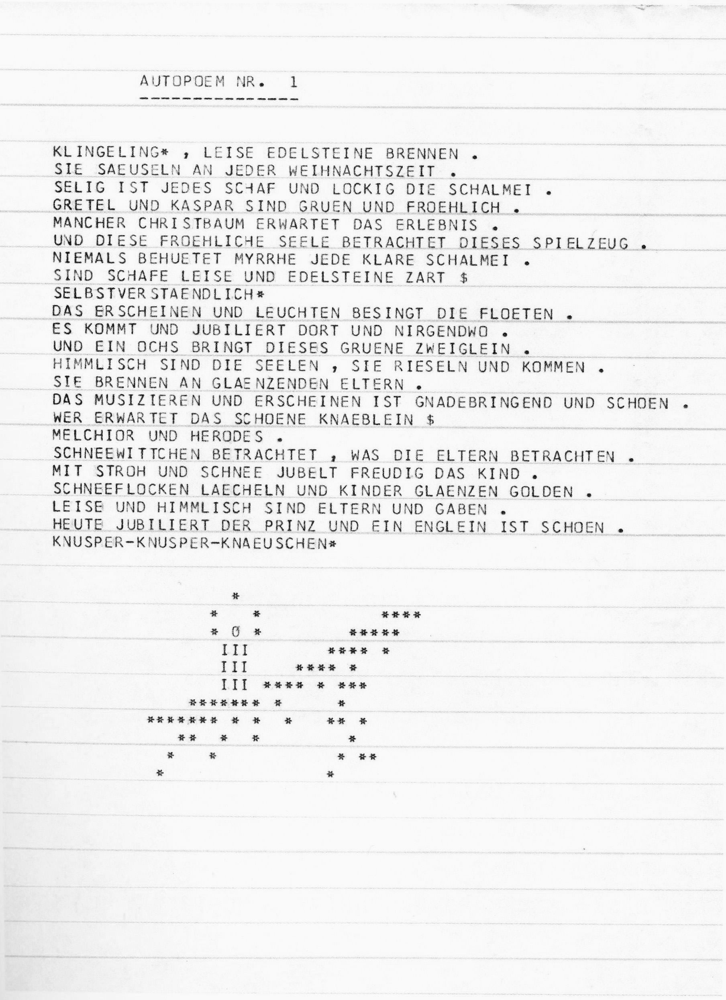 AUTOPOEM NR.  1
---------------
KLINGELING* , LEISE EDELSTEINE BRENNEN .
SIE SAEUSELN AN JEDER WEIHNACHTSZEIT .
SELIG IST JEDES SCHAF UND LOCKIG DIE SCHALMEI .
GRETEL UND KASPAR SIND GRUEN UND FROEHLICH .
MANCHER CHRISTBAUM ERWARTET DAS ERLEBNIS .
UND DIESE FROEHLICHE SEELE BETRACHTET DIESES SPIELZEUG .
NIEMALS BEHUETET MYRRHE JEDE KLARE SCHALMEI .
SIND SCHAFE LEISE UND EDELSTEINE ZART $
SELBSTVERSTAENDLICH*
DAS ERSCHEINEN UND LEUCHTEN BESINGT DIE FLOETEN .
ES KOMMT UND JUBILIERT DORT UND NIRGENDWO .
UND EIN OCHS BRINGT DIESES GRUENE ZWEIGLEIN .
HIMMLISCH SIND DIE SEELEN , SIE RIESELN UND KOMMEN .
SIE BRENNEN AN GLAENZENDEN ELTERN .
DAS MUSIZIEREN UND ERSCHEINEN IST GNADEBRINGEND UND SCHOEN .
WER ERWARTET DAS SCHOENE KNAEBLEIN $
MELCHIOR UND HERODES .
SCHNEEWITTCHEN BETRACHTET , WAS DIE ELTERN BETRACHTEN .
MIT STROH UND SCHNEE JUBELT FREUDIG DAS KIND .
SCHNEEFLOCKEN LAECHELN UND KINDER GLAENZEN GOLDEN .
LEISE UND HIMMLISCH SIND ELTERN UND GABEN .
HEUTE JUBILIERT DER PRINZ UND EIN ENGLEIN IST SCHOEN .
KNUSPER-KNUSPER-KNAEUSCHEN*
        *
      *   *           ****
      * 0 *        *****
       III       **** *
       III    **** *
       III **** * ***
    ******* *     *
******* * *  *   ** *
   **  *  *        *
  *   *           * **
 *               *